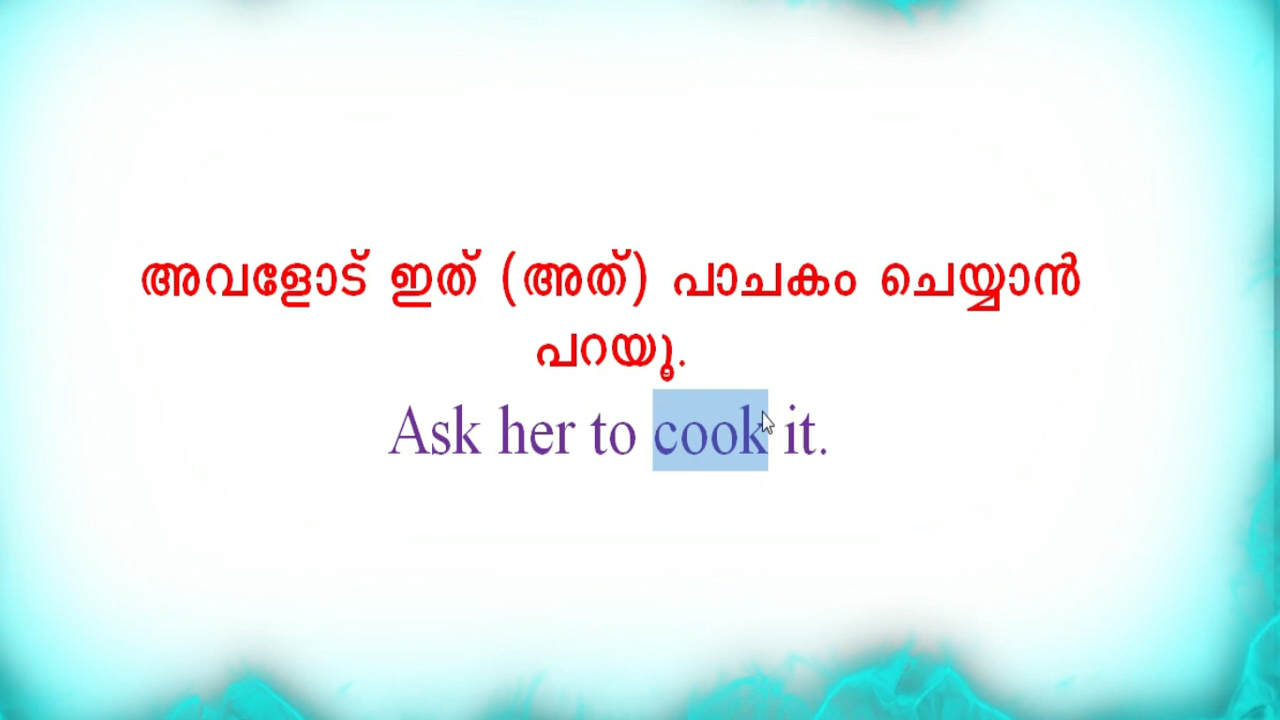 അവളോട് ഇത് (അത്) പാചകം ചെയ്യാൻ
പറയൂ.
Ask her to cook it.